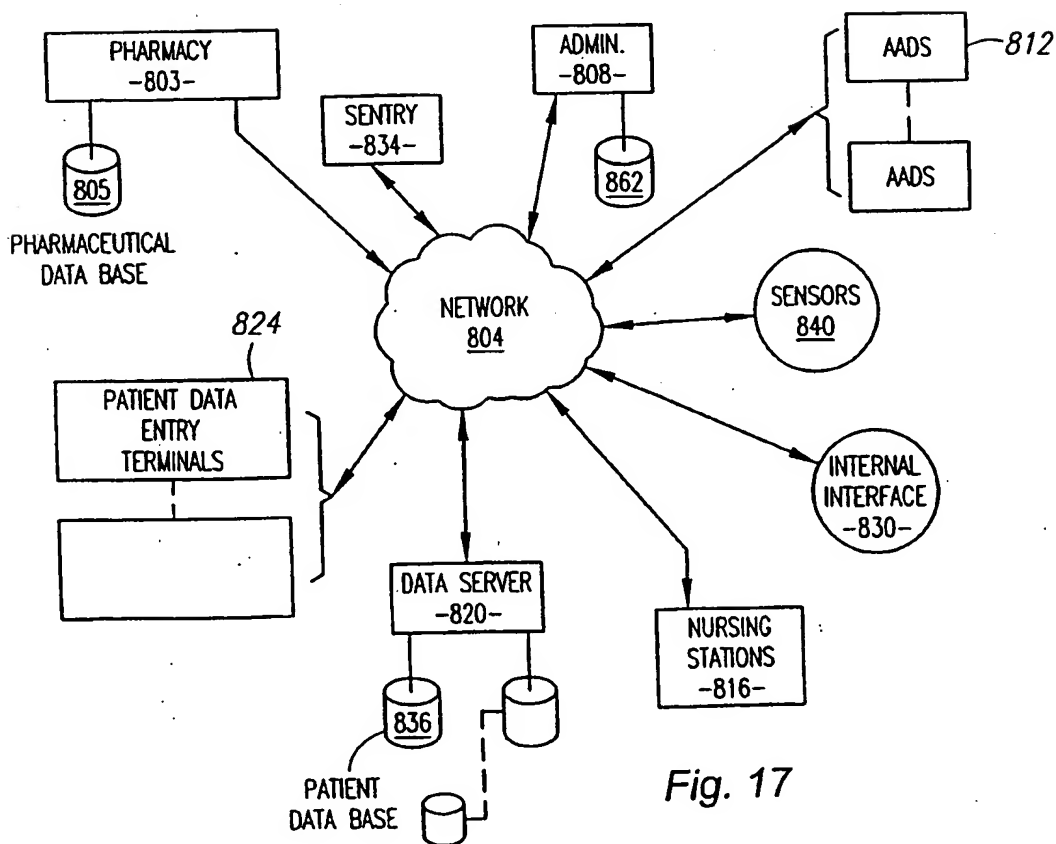 PHARMACY
-803-
805
PHARMACEUTICAL
DATA BASE
SENTRY
-834-
ADMIN.
-808-
862
AADS
812
AADS
NETWORK
804
SENSORS
840
824
PATIENT DATA
ENTRY
TERMINALS
INTERNAL
INTERFACE
-830-
DATA SERVER
-820-
836
PATIENT
DATA BASE
NURSING
STATIONS
-816-
Fig. 17